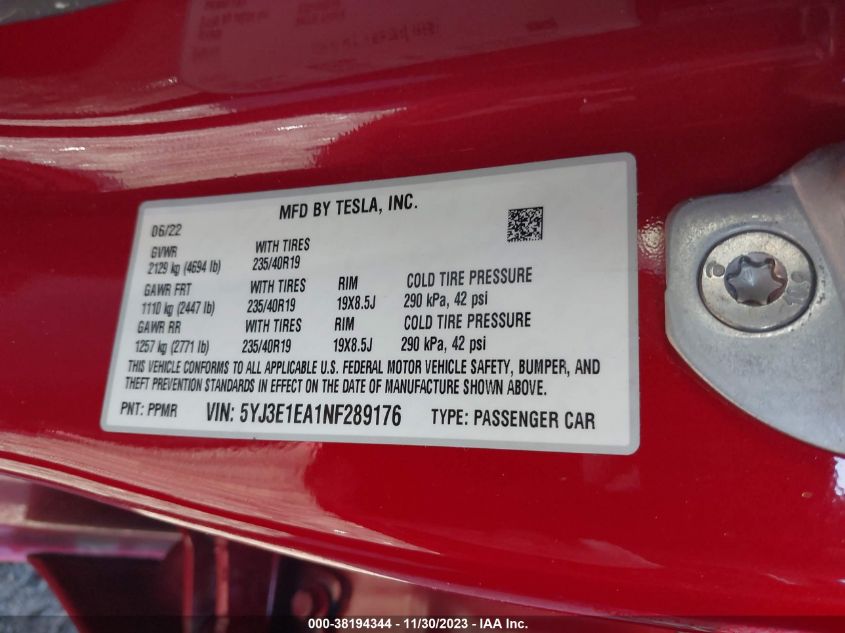 MFD BY TESLA, INC.
06/22
GVWR WITH TIRES
2129 kg (4694 lb) 235/40R19
GAWR FRT WITH TIRES RIM COLD TIRE PRESSURE
1110 kg (2447 lb) 235/40R19 19X8.5J 290 kPa, 42 psi
GAWR RR WITH TIRES RIM COLD TIRE PRESSURE
1257 kg (2771 lb) 235/40R19 19X8.5J 290 kPa, 42 psi
THIS VEHICLE CONFORMS TO ALL APPLICABLE U.S. FEDERAL MOTOR VEHICLE SAFETY, BUMPER, AND
THEFT PREVENTION STANDARDS IN EFFECT ON THE DATE OF MANUFACTURE SHOWN ABOVE.
PNT: PPMR VIN: 5YJ3E1EA1NF289176 TYPE: PASSENGER CAR
000-38194344 - 11/30/2023 - IAA Inc.